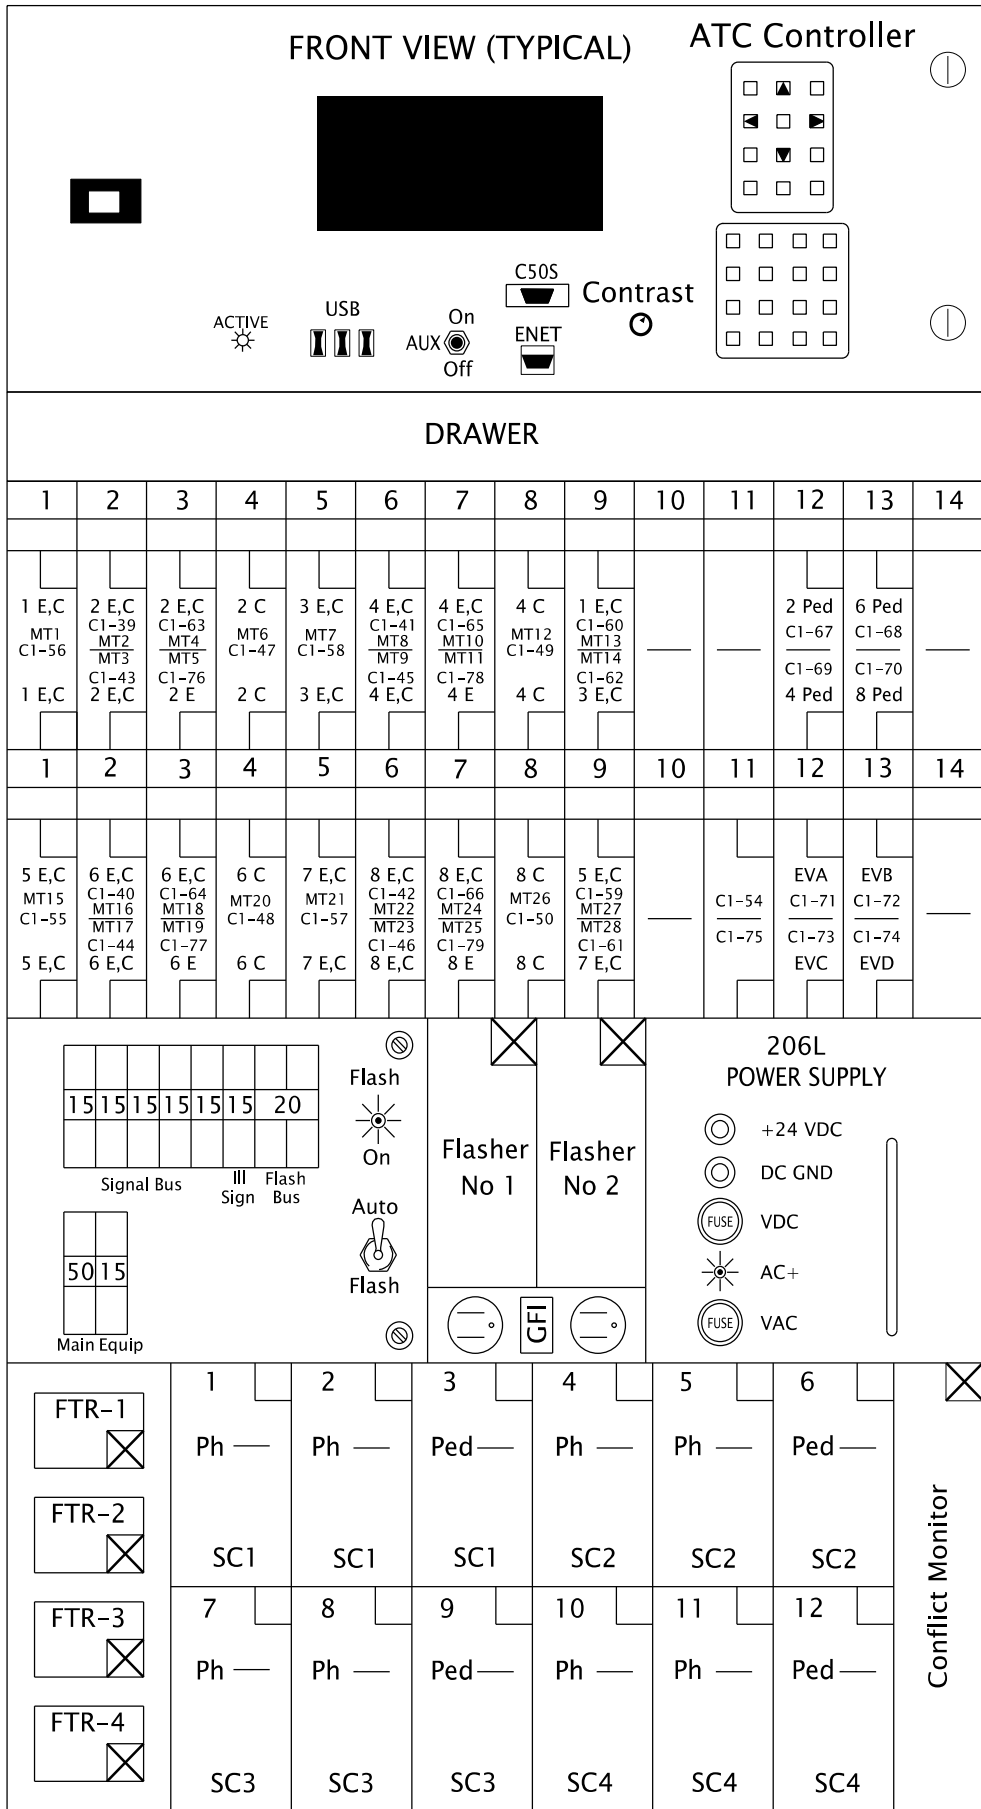 FRONT VIEW (TYPICAL)
ATC Controller
C50S
Contrast
ACTIVE
USB
On
AUX
Off
ENET
DRAWER
1 2 3 4 5 6 7 8 9 10 11 12 13 14
1 E,C 2 E,C 2 E,C 2 C 3 E,C 4 E,C 4 E,C 4 C 1 E,C 2 Ped 6 Ped
C1-39 C1-63 C1-41 C1-65 C1-60 C1-67 C1-68
MT1 MT2 MT4 MT6 MT7 MT8 MT10 MT12 MT13
C1-56 MT3 MT5 C1-47 C1-58 MT9 MT11 C1-49 MT14
C1-43 C1-76 C1-45 C1-78 C1-62 C1-69 C1-70
1 E,C 2 E,C 2 E 2 C 3 E,C 4 E,C 4 E 4 C 3 E,C 4 Ped 8 Ped
1 2 3 4 5 6 7 8 9 10 11 12 13 14
5 E,C 6 E,C 6 E,C 6 C 7 E,C 8 E,C 8 E,C 8 C 5 E,C EVA EVB
C1-40 C1-64 C1-42 C1-66 C1-59 C1-54 C1-71 C1-72
MT15 MT16 MT18 MT20 MT21 MT22 MT24 MT26 MT27
C1-55 MT17 MT19 C1-48 C1-57 MT23 MT25 C1-50 MT28
C1-44 C1-77 C1-46 C1-79 C1-61 C1-75 C1-73 C1-74
5 E,C 6 E,C 6 E 6 C 7 E,C 8 E,C 8 E 8 C 7 E,C EVC EVD
15 15 15 15 15 15 20
Signal Bus
Ill
Sign
Flash
Bus
50 15
Main Equip
Flash
On
Auto
Flash
Flasher
No 1
Flasher
No 2
GFI
206L
POWER SUPPLY
+24 VDC
DC GND
FUSE VDC
AC+
FUSE VAC
FTR-1
FTR-2
FTR-3
FTR-4
1 2 3 4 5 6
Ph Ph Ped Ph Ph Ped
SC1 SC1 SC1 SC2 SC2 SC2
7 8 9 10 11 12
Ph Ph Ped Ph Ph Ped
SC3 SC3 SC3 SC4 SC4 SC4
Conflict Monitor